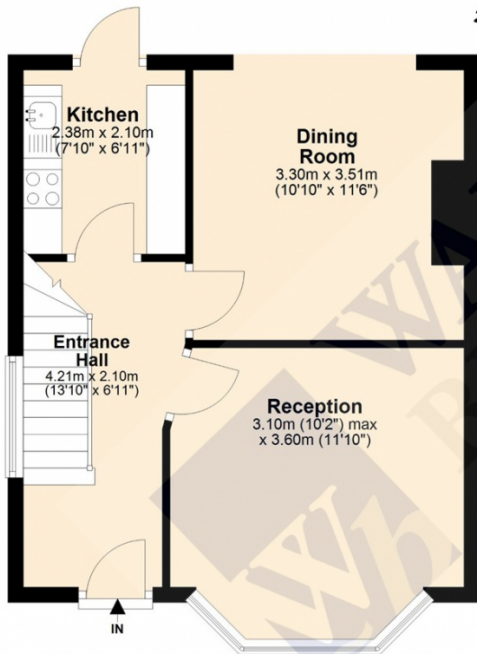 Kitchen
2.38m x 2.10m
(7'10" x 6'11")
Dining
Room
3.30m x 3.51m
(10'10" x 11'6")
Entrance
Hall
4.21m x 2.10m
(13'10" x 6'11")
Reception
3.10m (10'2") max
x 3.60m (11'10")
IN